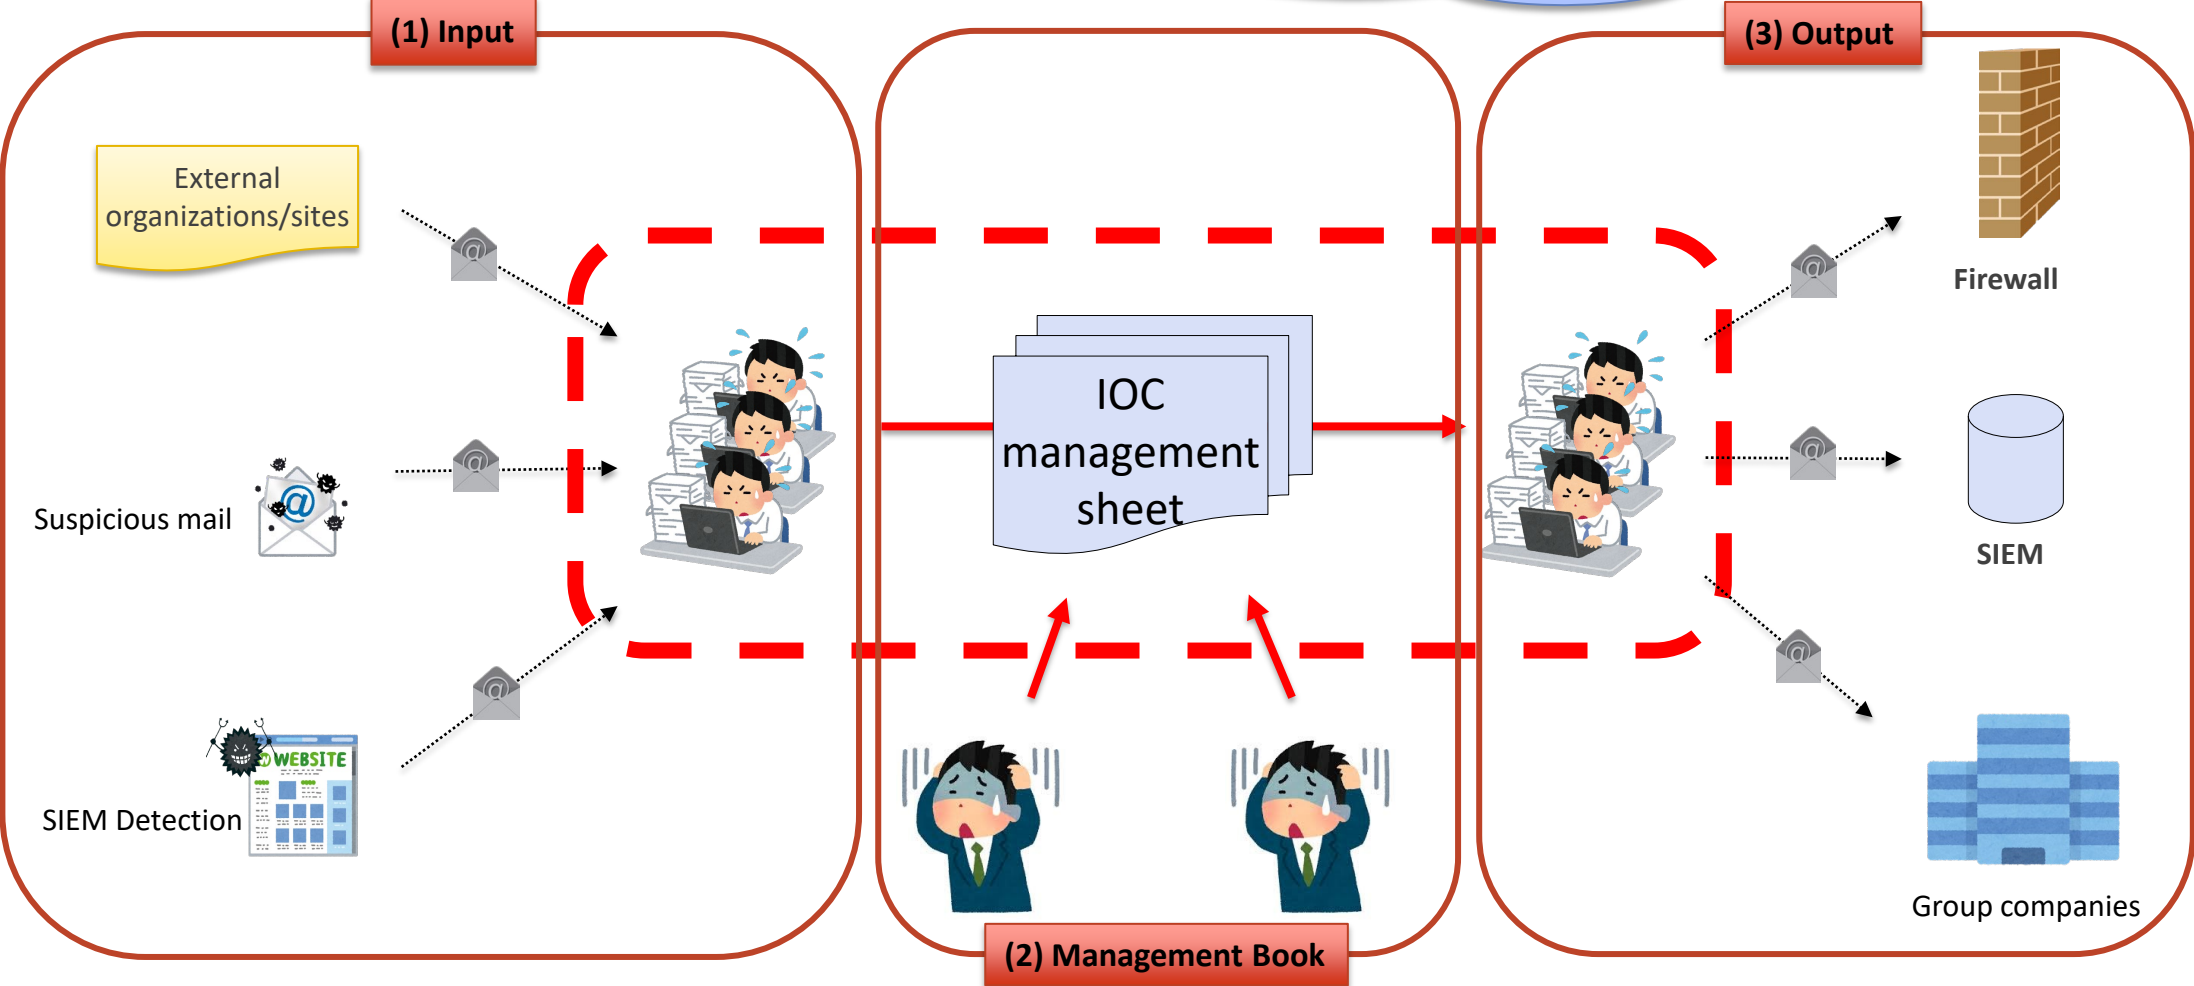 (1) Input
(3) Output
External
organizations/sites
Firewall
IOC
management
sheet
Suspicious mail
SIEM
WEBSITE
SIEM Detection
Group companies
(2) Management Book